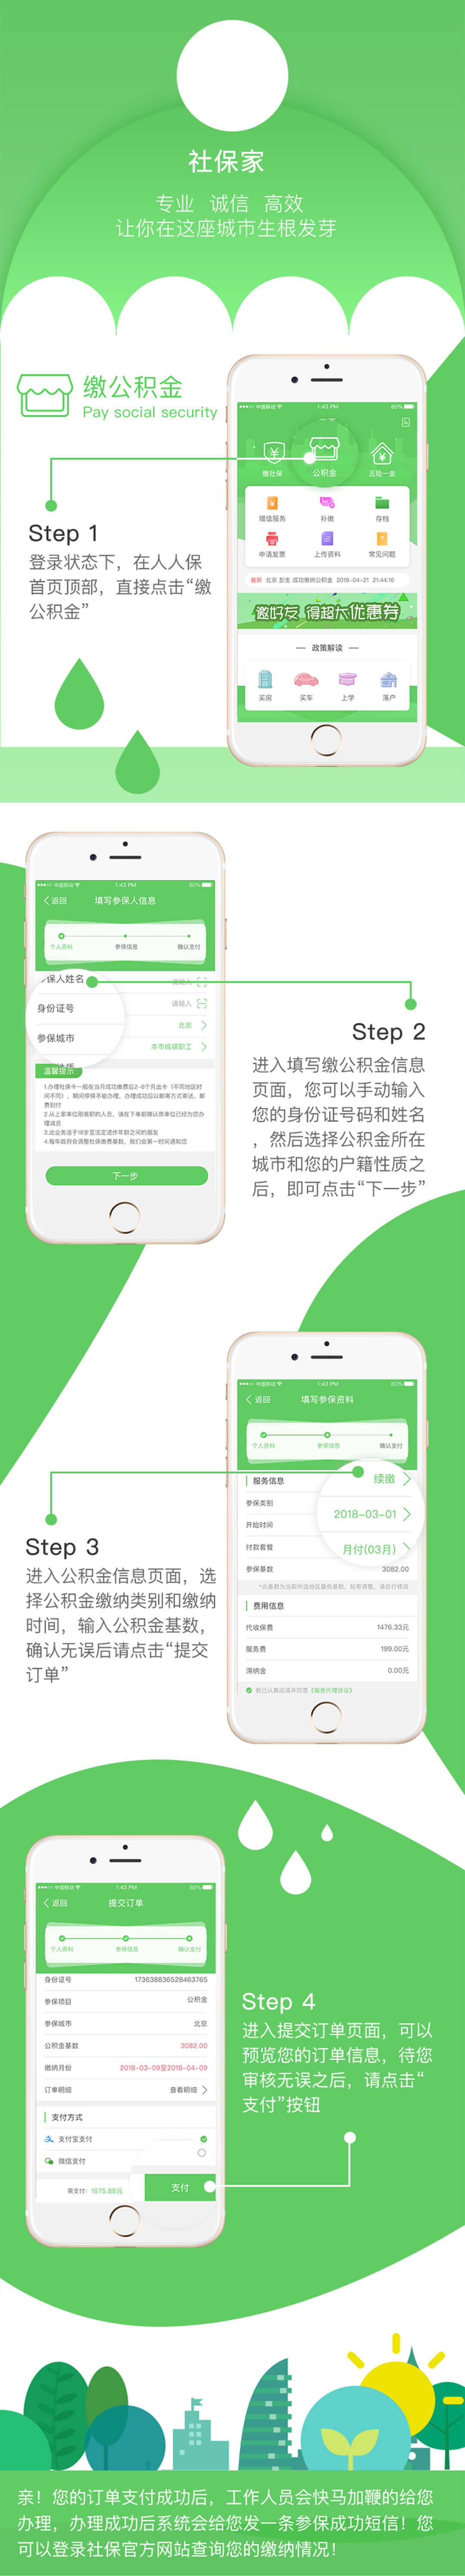 社保家
专业 诚信 高效
让你在这座城市生根发芽
缴公积金
Pay social security
中国移动 1:43 PM 80%
缴社保 公积金 五险一金
增值服务 补缴 存档
申请发票 上传资料 常见问题
最新 北京 彭生 成功缴纳公积金 2018-04-21 21:44:16
邀好友 得超大优惠券
政策解读
买房 买车 上学 落户
Step 1
登录状态下，在人人保
首页顶部，直接点击“缴
公积金”
中国移动 1:43 PM 80%
返回 填写参保人信息
个人资料 参保信息 确认支付
保人姓名 请输入
身份证号 请输入
北京
参保城市
本市城镇职工
温馨提示
1.办理社保卡一般在当月成功缴费后2-6个月出卡（不同地区时
间不同），期间停保不能办理，办理成功后以邮寄方式寄送，邮
费到付
2.从上家单位职离职的人员，请在下单前确认原单位已经为您办
理减员
3.此业务适于18岁至法定退休年龄之间的朋友
4.每年政府会调整社保缴费基数，我们会第一时间通知您
下一步
Step 2
进入填写缴公积金信息
页面，您可以手动输入
您的身份证号码和姓名
，然后选择公积金所在
城市和您的户籍性质之
后，即可点击“下一步”
中国移动 1:43 PM 80%
返回 填写参保资料
个人资料 参保信息 确认支付
服务信息
参保类别 续缴
开始时间 2018-03-01
付款套餐 月付(03月)
参保基数 3082.00
*此基数为当前所选地区最低基数，如有调整，请自行修改
费用信息
代收保费 1476.33元
服务费 199.00元
滞纳金 0.00元
我已认真阅读并同意《服务代理协议》
Step 3
进入公积金信息页面，选
择公积金缴纳类别和缴纳
时间，输入公积金基数，
确认无误后请点击“提交
订单”
中国移动 1:43 PM 80%
返回 提交订单
个人资料 参保信息 确认支付
身份证号 173638836528463765
参保项目 公积金
参保城市 北京
公积金基数 3082.00
缴纳月份 2018-03-09至2018-04-09
订单明细 查看明细
支付方式
支付宝支付
微信支付
需支付：1675.88元 支付
Step 4
进入提交订单页面，可以
预览您的订单信息，待您
审核无误之后，请点击“
支付”按钮
亲！您的订单支付成功后，工作人员会快马加鞭的给您
办理，办理成功后系统会给您发一条参保成功短信！您
可以登录社保官方网站查询您的缴纳情况！